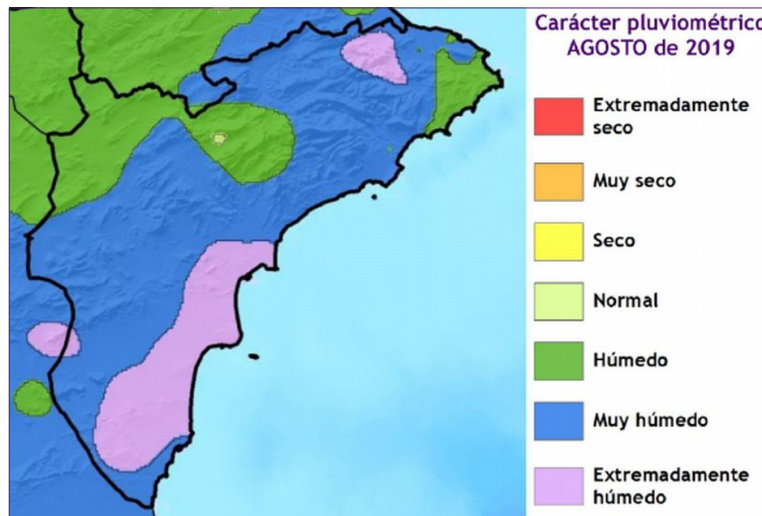 Carácter pluviométrico
AGOSTO de 2019
Extremadamente
seco
Muy seco
Seco
Normal
Húmedo
Muy húmedo
Extremadamente
húmedo